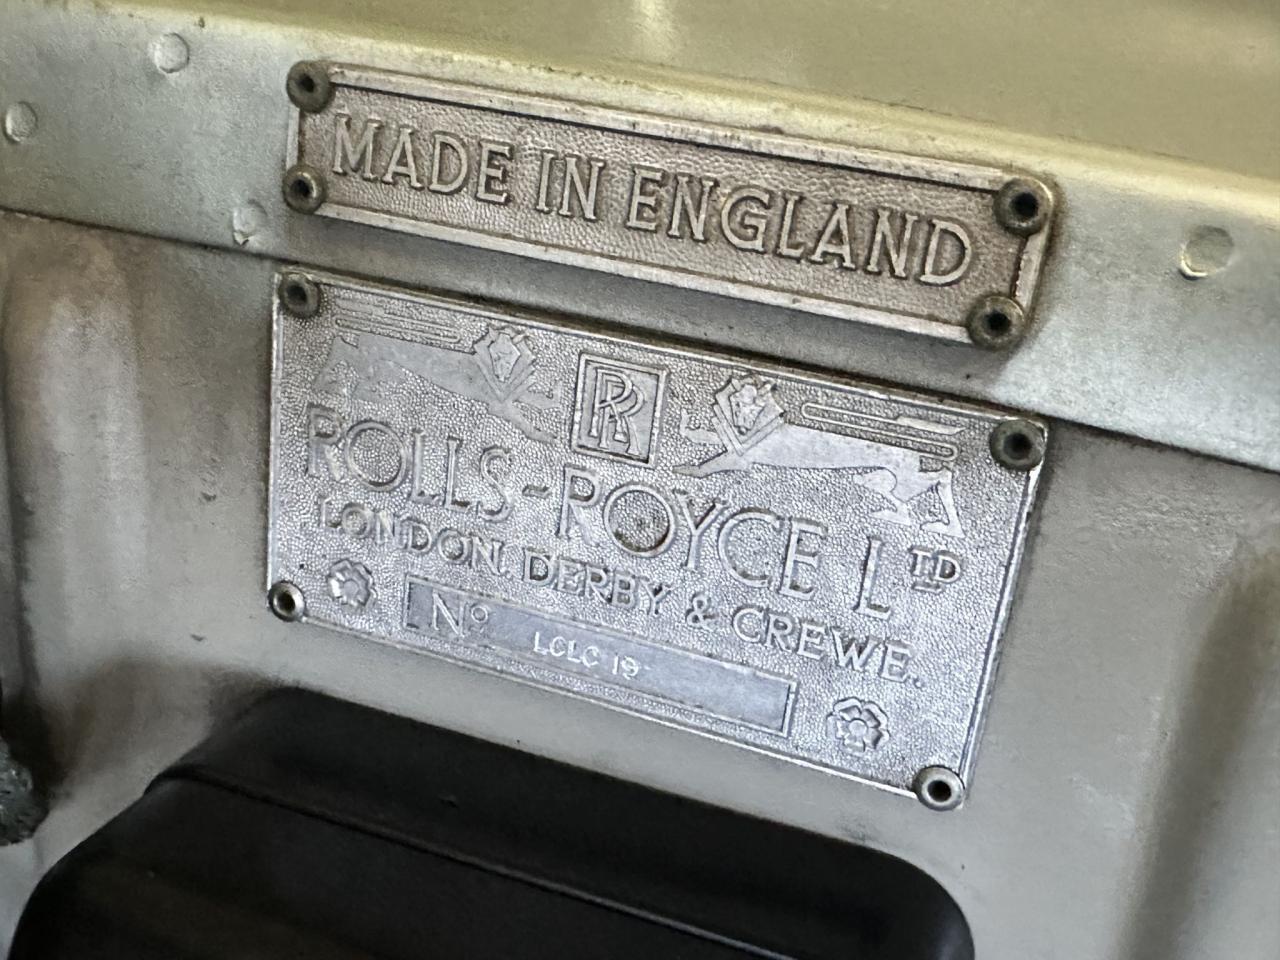 MADE IN ENGLAND
RR
ROLLS-ROYCE LTD
LONDON, DERBY & CREWE.
Nº LCLC 19